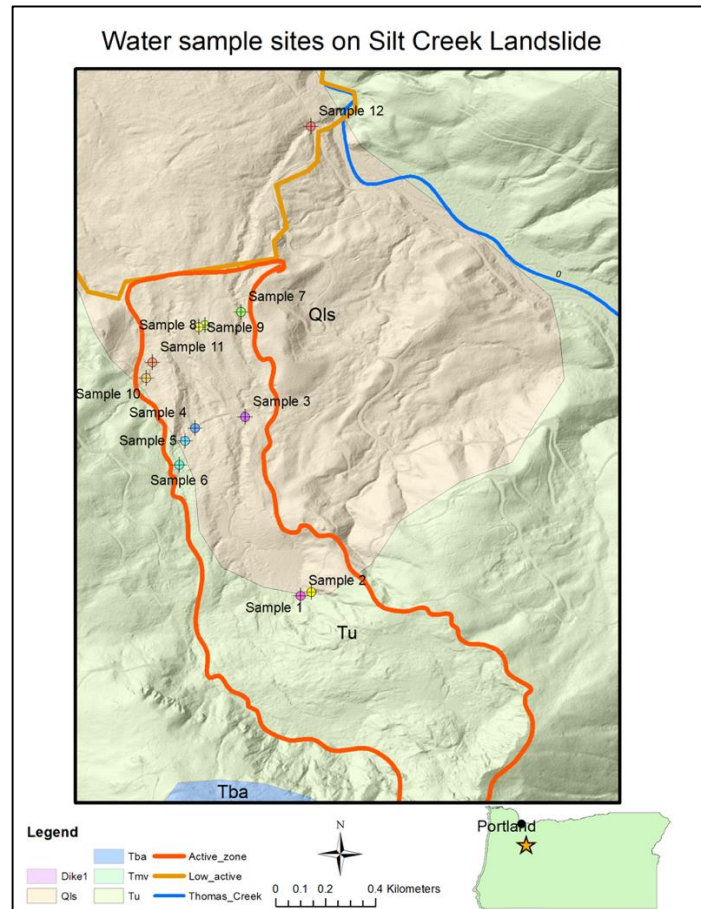 Water sample sites on Silt Creek Landslide
Sample 12
0
Sample 7
Qls
Sample 8
Sample 9
Sample 11
Sample 10
Sample 3
Sample 4
Sample 5
Sample 6
Sample 2
Sample 1
Tu
Tba
Portland
Legend
N
Tba Active_zone
Dike1 Tmv Low_active
Qls Tu Thomas_Creek
0 0.1 0.2 0.4 Kilometers